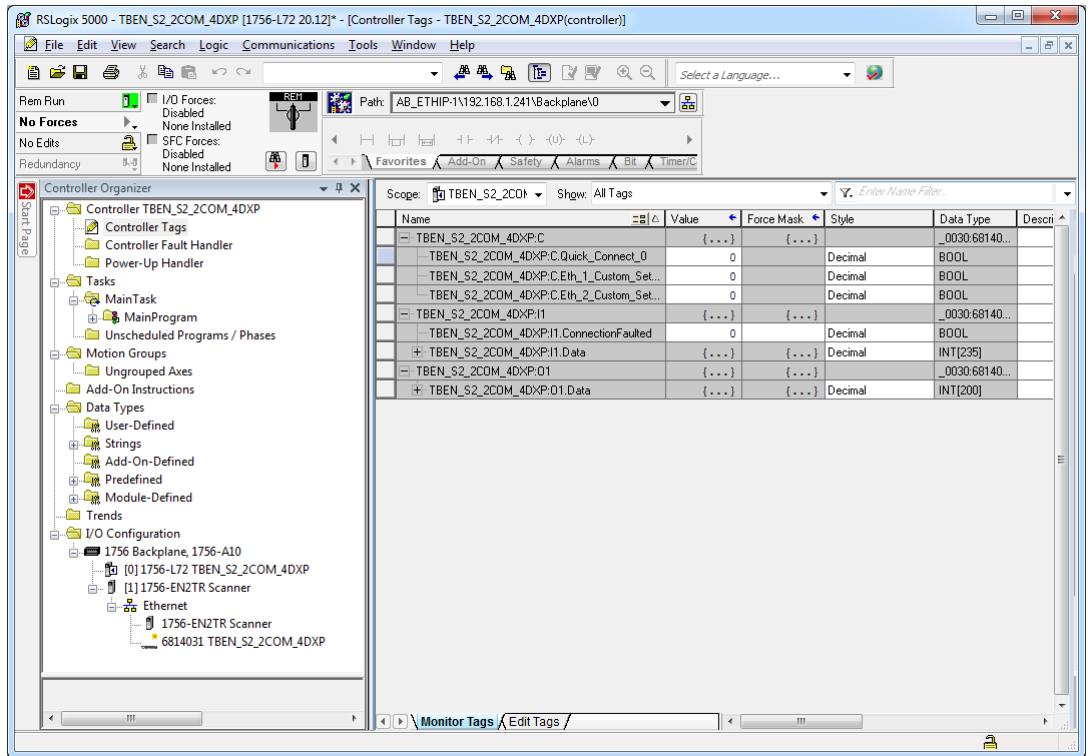 RSLogix 5000 - TBEN_S2_2COM_4DXP [1756-L72 20.12]* - [Controller Tags - TBEN_S2_2COM_4DXP(controller)]
File Edit View Search Logic Communications Tools Window Help
Select a Language...
Rem Run
No Forces
No Edits
Redundancy
I/O Forces:
Disabled
None Installed
SFC Forces:
Disabled
None Installed
REM
Path: AB_ETHIP-1\192.168.1.241\Backplane\0
Favorites Add-On Safety Alarms Bit Timer/C
Start Page
Controller Organizer
Controller TBEN_S2_2COM_4DXP
Controller Tags
Controller Fault Handler
Power-Up Handler
Tasks
MainTask
MainProgram
Unscheduled Programs / Phases
Motion Groups
Ungrouped Axes
Add-On Instructions
Data Types
User-Defined
Strings
Add-On-Defined
Predefined
Module-Defined
Trends
I/O Configuration
1756 Backplane, 1756-A10
[0] 1756-L72 TBEN_S2_2COM_4DXP
[1] 1756-EN2TR Scanner
Ethernet
1756-EN2TR Scanner
6814031 TBEN_S2_2COM_4DXP
Scope: TBEN_S2_2COM Show: All Tags Enter Name Filter...
Name Value Force Mask Style Data Type Descri
TBEN_S2_2COM_4DXP:C {...} {...} _0030:68140...
TBEN_S2_2COM_4DXP:C.Quick_Connect_0 0 Decimal BOOL
TBEN_S2_2COM_4DXP:C.Eth_1_Custom_Set... 0 Decimal BOOL
TBEN_S2_2COM_4DXP:C.Eth_2_Custom_Set... 0 Decimal BOOL
TBEN_S2_2COM_4DXP:I1 {...} {...} _0030:68140...
TBEN_S2_2COM_4DXP:I1.ConnectionFaulted 0 Decimal BOOL
TBEN_S2_2COM_4DXP:I1.Data {...} {...} Decimal INT[235]
TBEN_S2_2COM_4DXP:O1 {...} {...} _0030:68140...
TBEN_S2_2COM_4DXP:O1.Data {...} {...} Decimal INT[200]
Monitor Tags Edit Tags